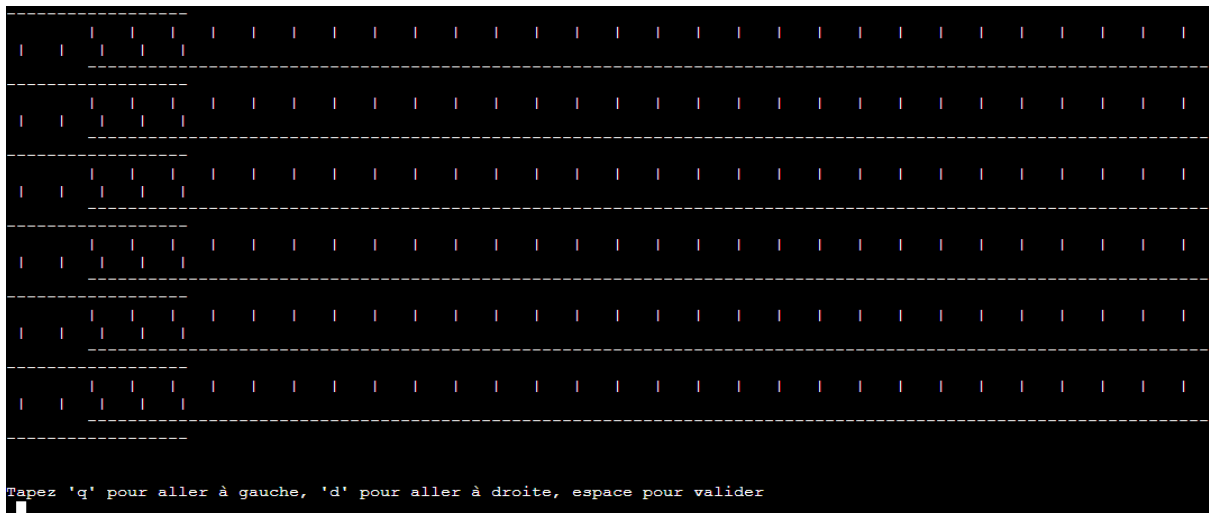 Tapez 'q' pour aller à gauche, 'd' pour aller à droite, espace pour valider